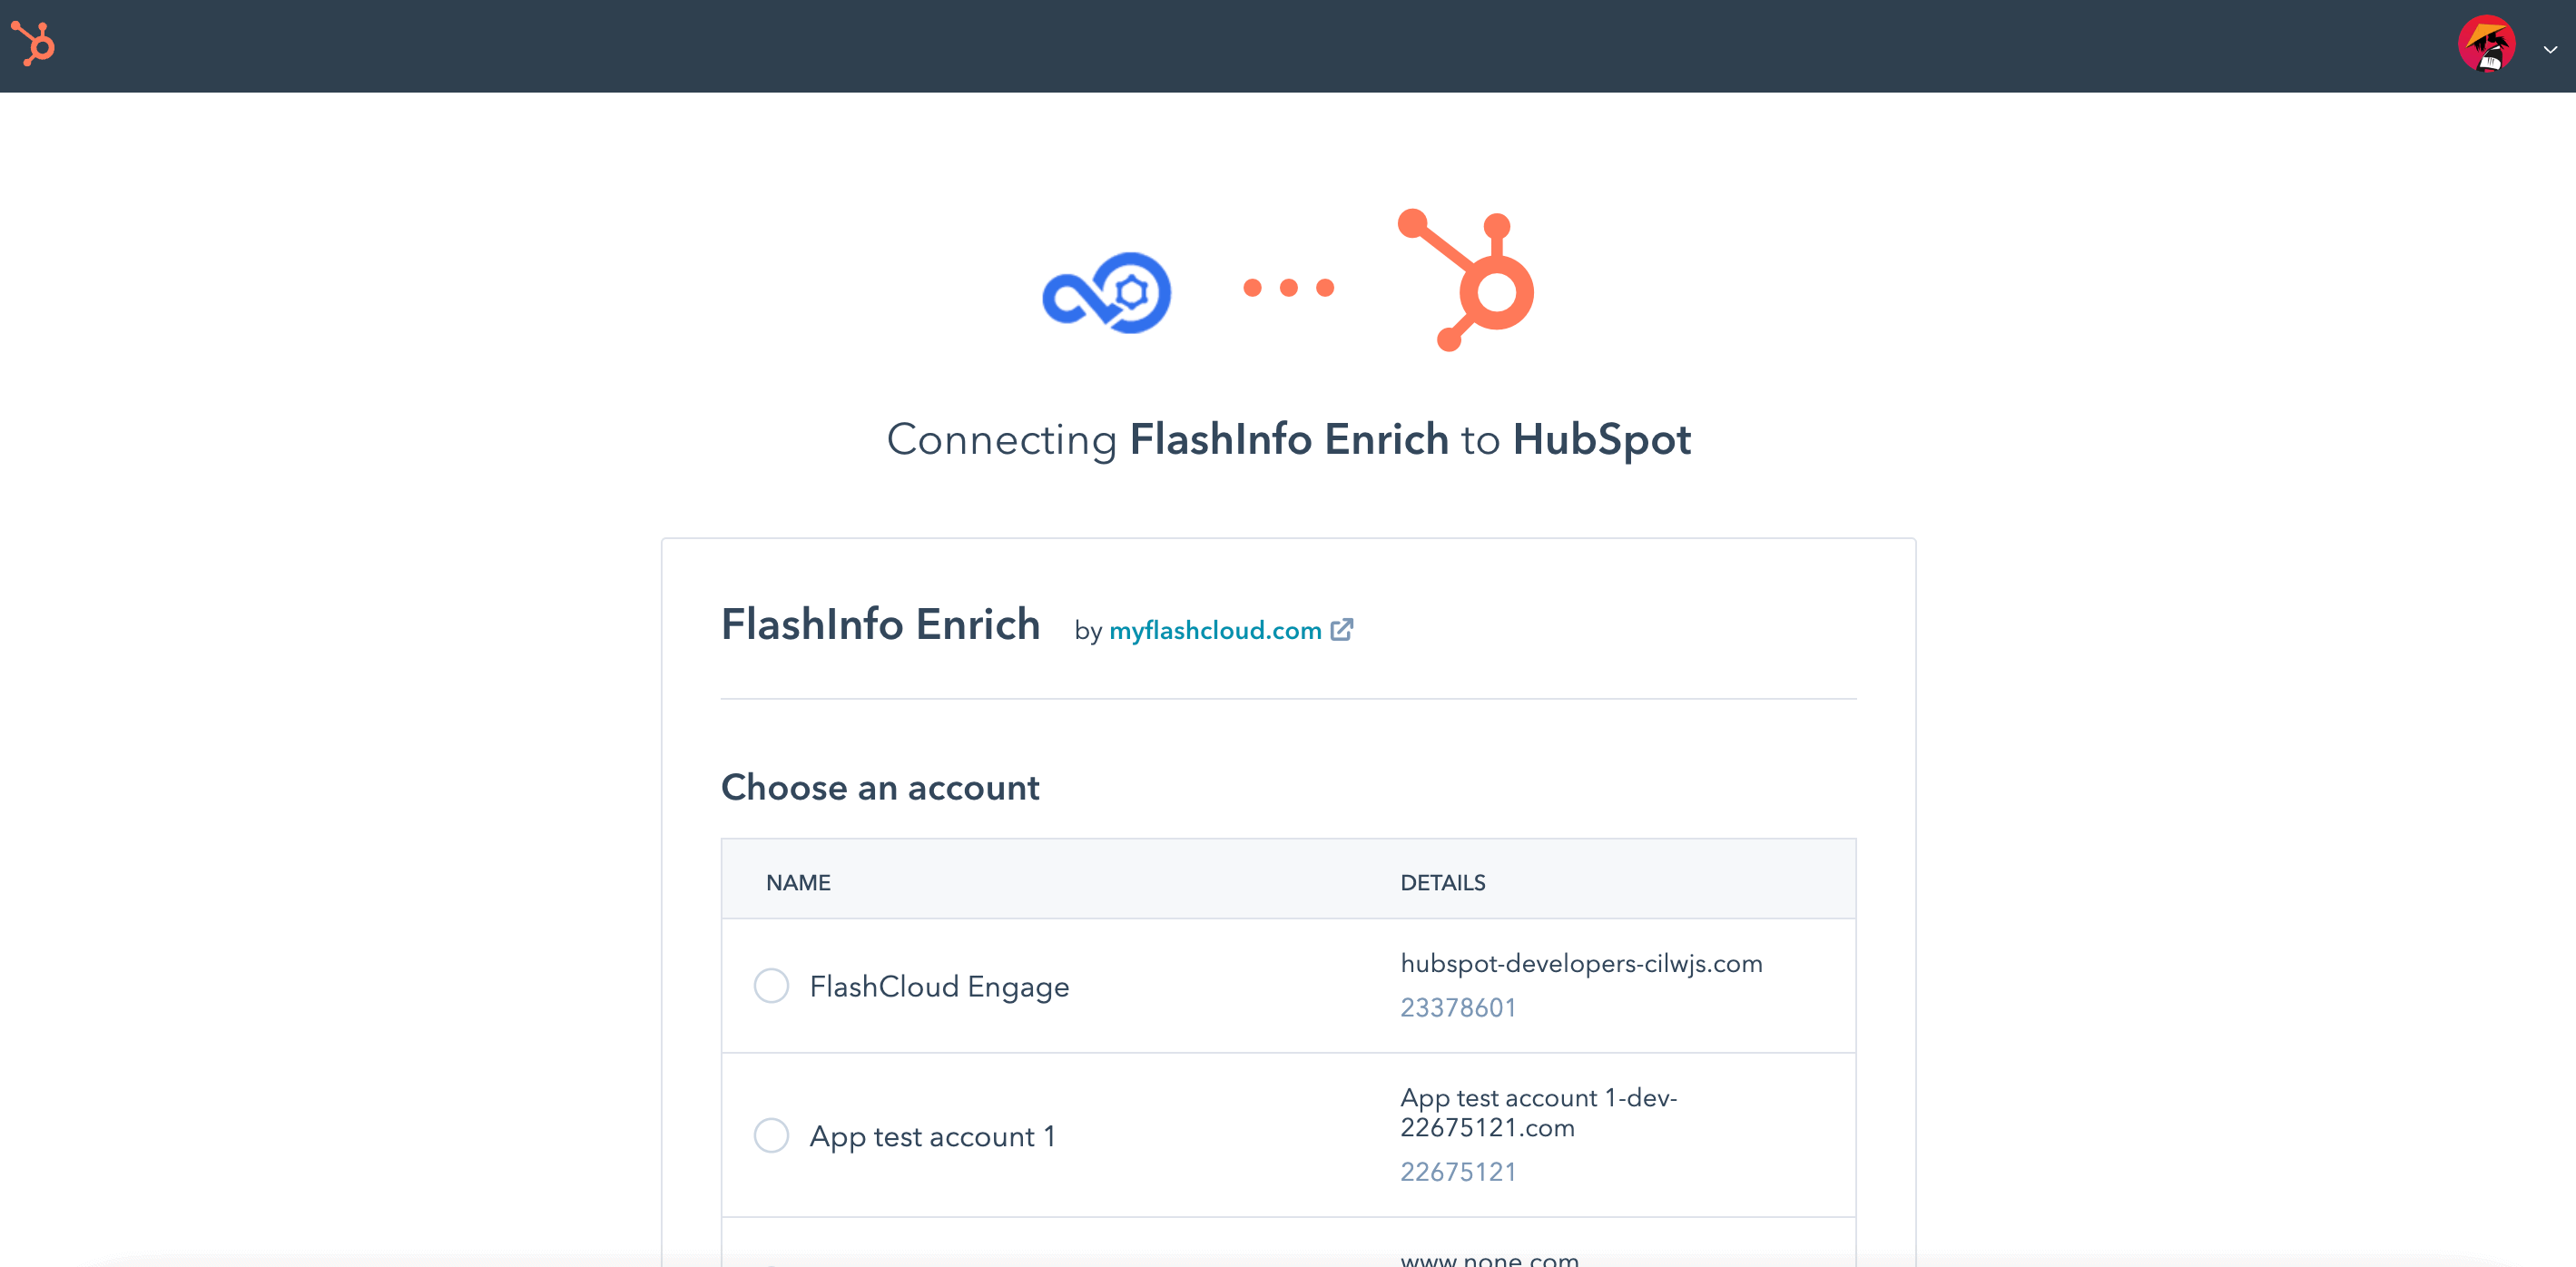 Connecting FlashInfo Enrich to HubSpot
FlashInfo Enrich by myflashcloud.com
Choose an account
NAME DETAILS
FlashCloud Engage
hubspot-developers-cilwjs.com
23378601
App test account 1
App test account 1-dev-
22675121.com
22675121
www.none.com